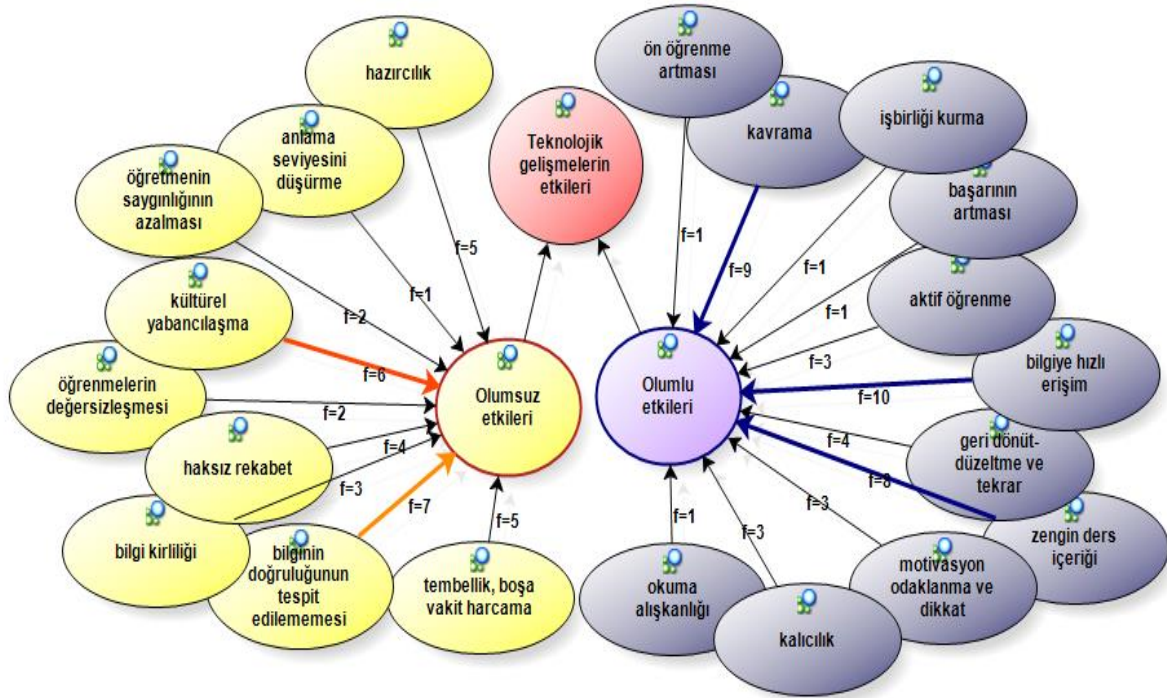 hazırcılık
anlama
seviyesini
düşürme
öğretmenin
saygınlığının
azalması
kültürel
yabancılaşma
öğrenmelerin
değersizleşmesi
haksız rekabet
bilgi kirliliği
bilginin
doğruluğunun
tespit
edilememesi
tembellik, boşa
vakit harcama
f=5
f=1
f=2
f=6
f=2
f=4
f=3
f=7
f=5
Olumsuz
etkileri
Teknolojik
gelişmelerin
etkileri
Olumlu
etkileri
ön öğrenme
artması
kavrama
işbirliği kurma
başarının
artması
aktif öğrenme
bilgiye hızlı
erişim
geri dönüt-
düzeltme ve
tekrar
zengin ders
içeriği
motivasyon
odaklanma ve
dikkat
kalıcılık
okuma
alışkanlığı
f=1
f=9
f=1
f=1
f=3
f=10
f=4
f=8
f=3
f=3
f=1